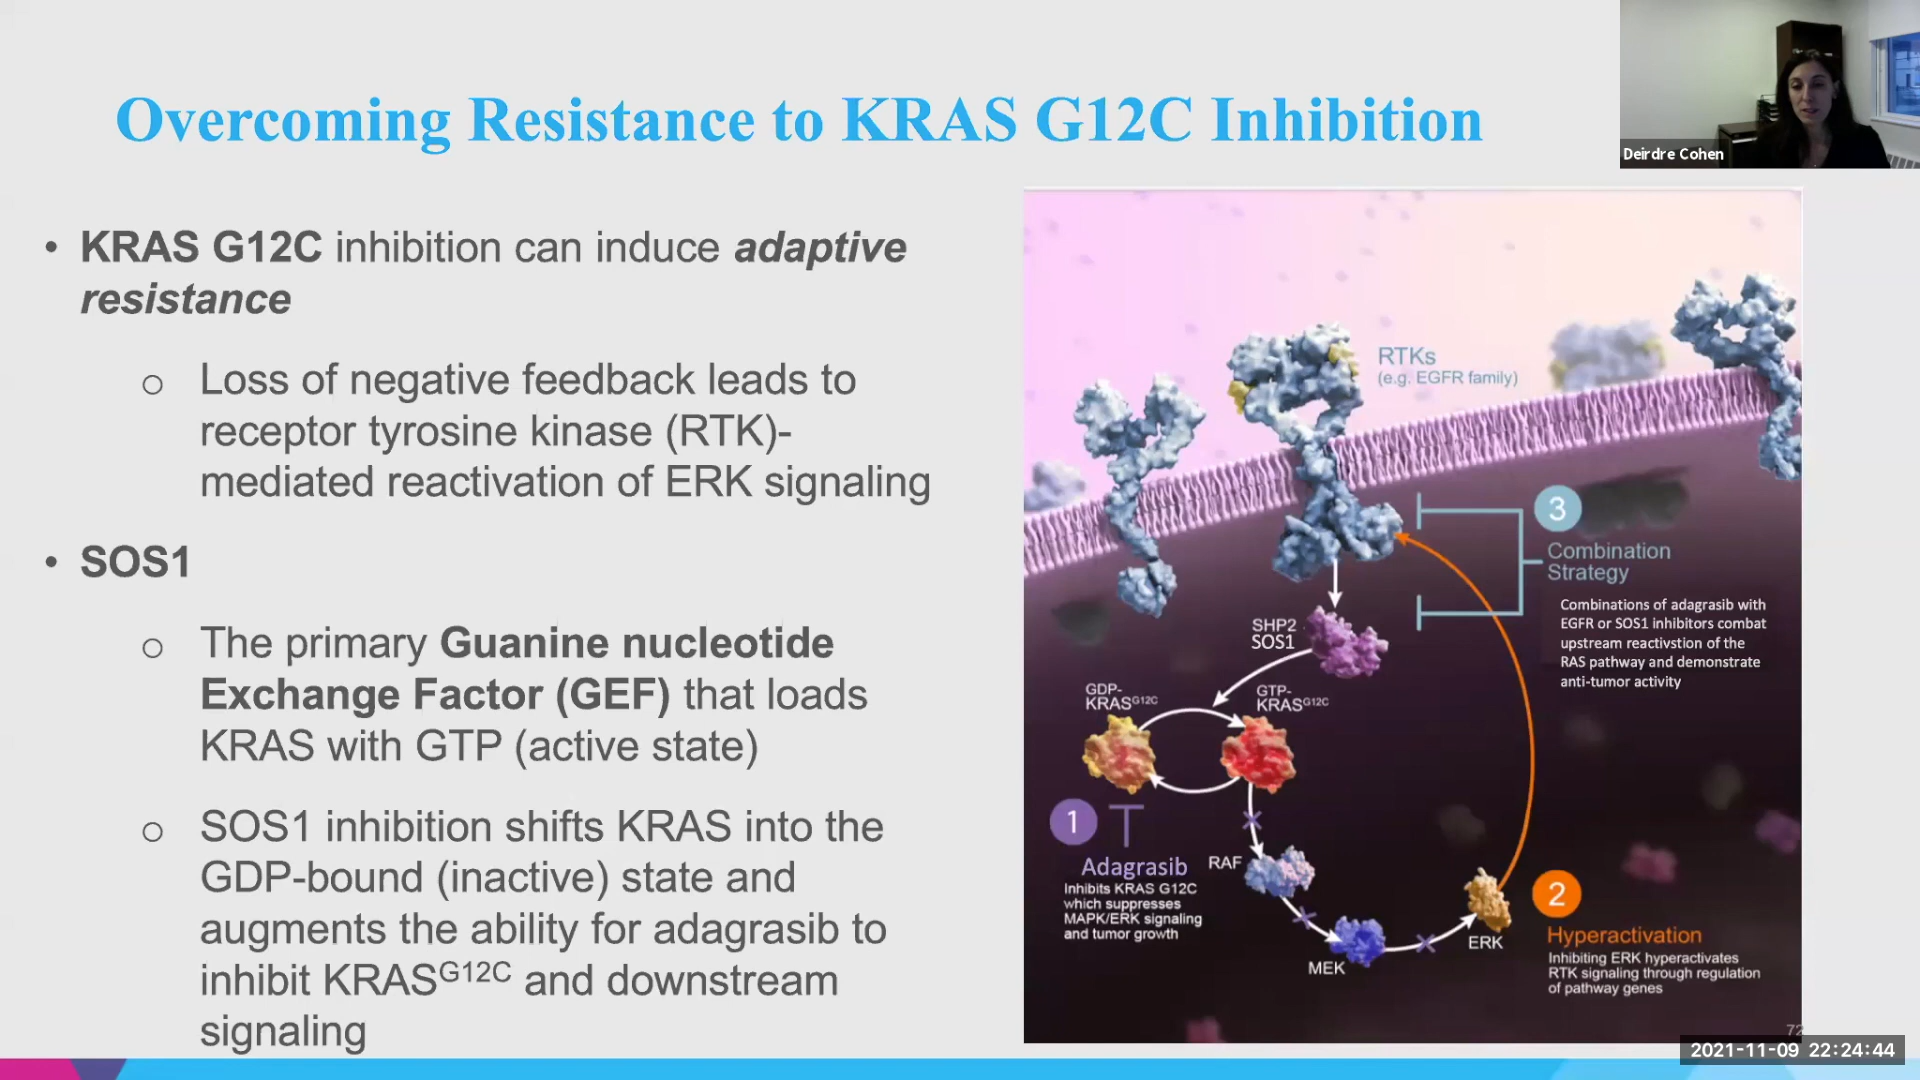 Overcoming Resistance to KRAS G12C Inhibition
Deirdre Cohen
• KRAS G12C inhibition can induce adaptive
resistance
o Loss of negative feedback leads to
receptor tyrosine kinase (RTK)-
mediated reactivation of ERK signaling
• SOS1
o The primary Guanine nucleotide
Exchange Factor (GEF) that loads
KRAS with GTP (active state)
o SOS1 inhibition shifts KRAS into the
GDP-bound (inactive) state and
augments the ability for adagrasib to
inhibit KRASG12C and downstream
signaling
RTKs
(e.g. EGFR family)
3
Combination
Strategy
Combinations of adagrasib with
EGFR or SOS1 inhibitors combat
upstream reactivstion of the
RAS pathway and demonstrate
anti-tumor activity
SHP2
SOS1
GDP-
KRASG12C
GTP-
KRASG12C
1
Adagrasib
Inhibits KRAS G12C
which suppresses
MAPK/ERK signaling
and tumor growth
RAF
MEK
ERK
2
Hyperactivation
Inhibiting ERK hyperactivates
RTK signaling through regulation
of pathway genes
72
2021-11-09 22:24:44